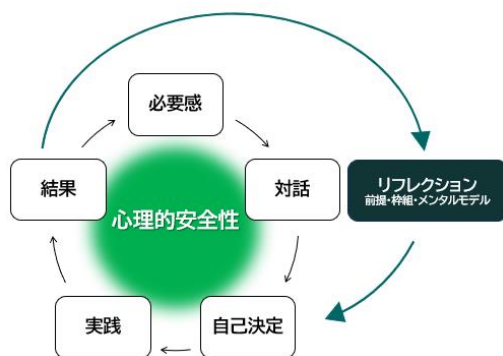 必要感
結果
対話
リフレクション
前提・枠組・メンタルモデル
心理的安全性
実践
自己決定